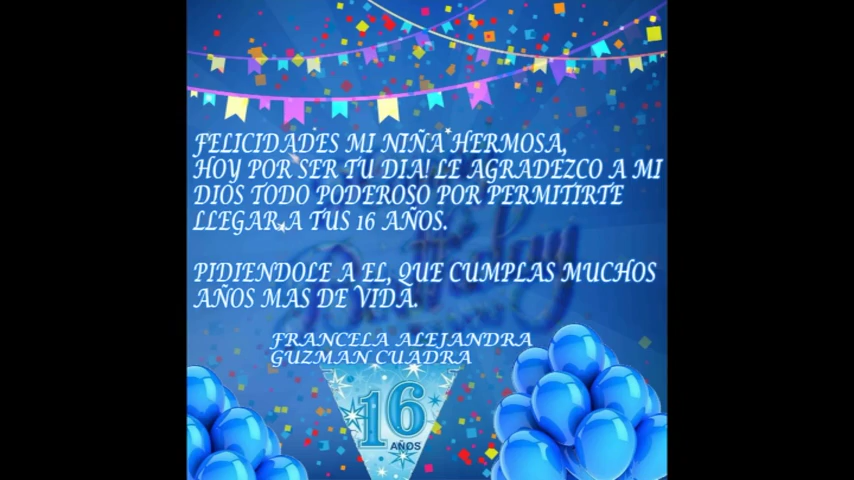 FELICIDADES MI NIÑA HERMOSA,
HOY POR SER TU DIA! LE AGRADEZCO A MI
DIOS TODO PODEROSO POR PERMITIRTE
LLEGAR A TUS 16 AÑOS.
PIDIENDOLE A EL, QUE CUMPLAS MUCHOS
AÑOS MAS DE VIDA.
FRANCELA ALEJANDRA
GUZMAN CUADRA
16
AÑOS